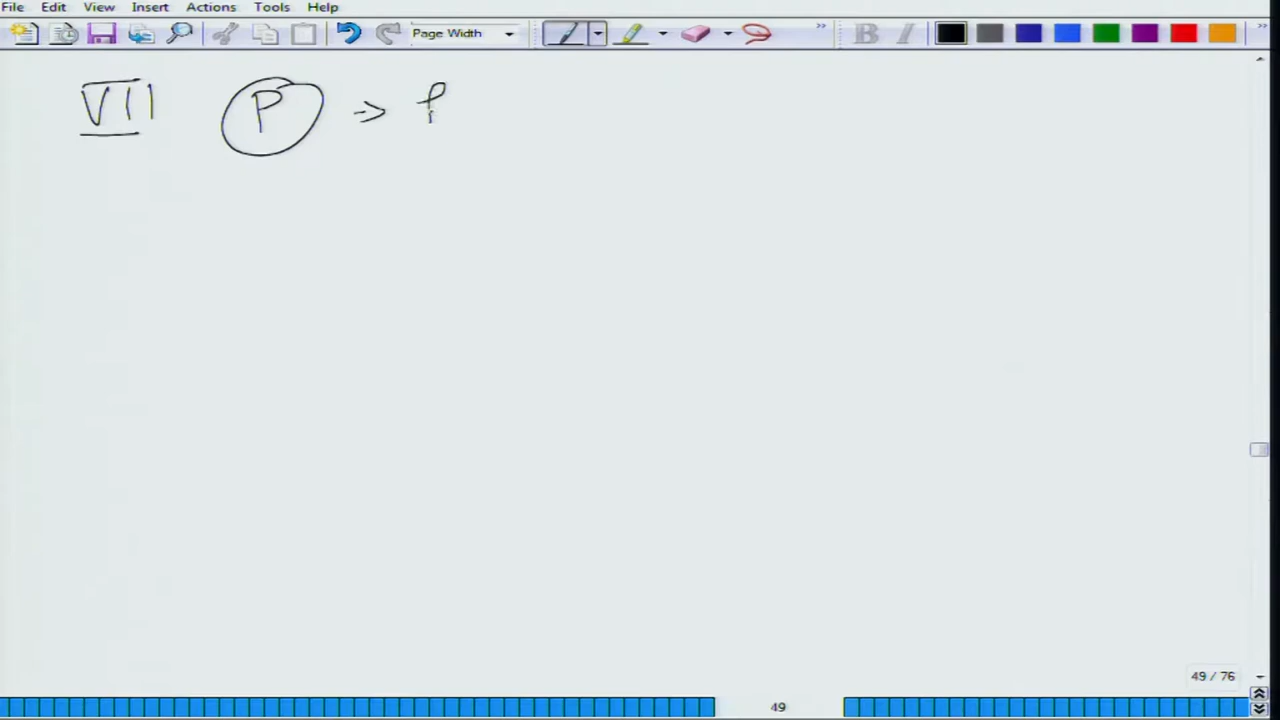 File Edit View Insert Actions Tools Help
Page Width B I
VII P => f
49 / 76
49